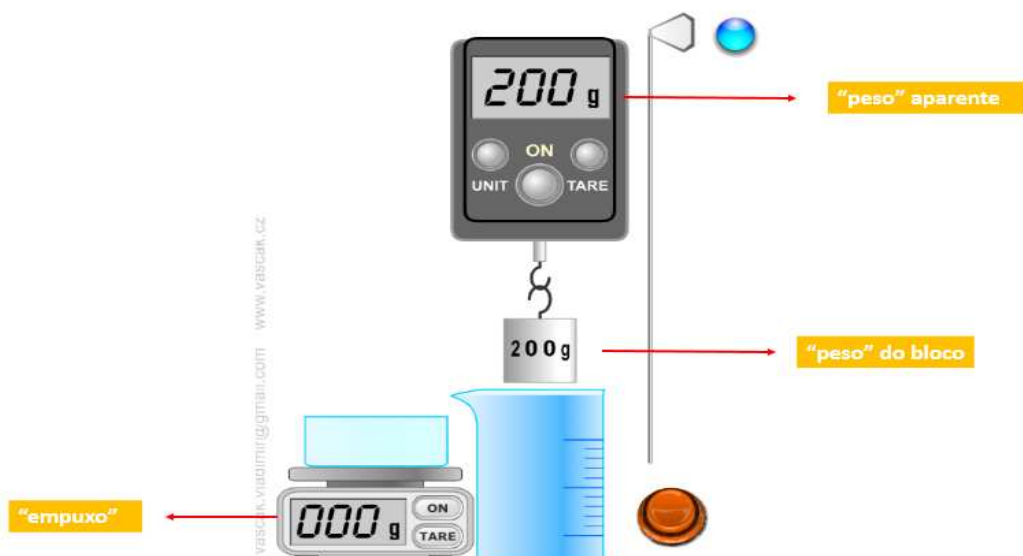 200 g
"peso" aparente
ON
UNIT TARE
200g
"peso" do bloco
vascak.vladimir@gmail.com www.vascak.cz
"empuxo"
000 g
ON
TARE